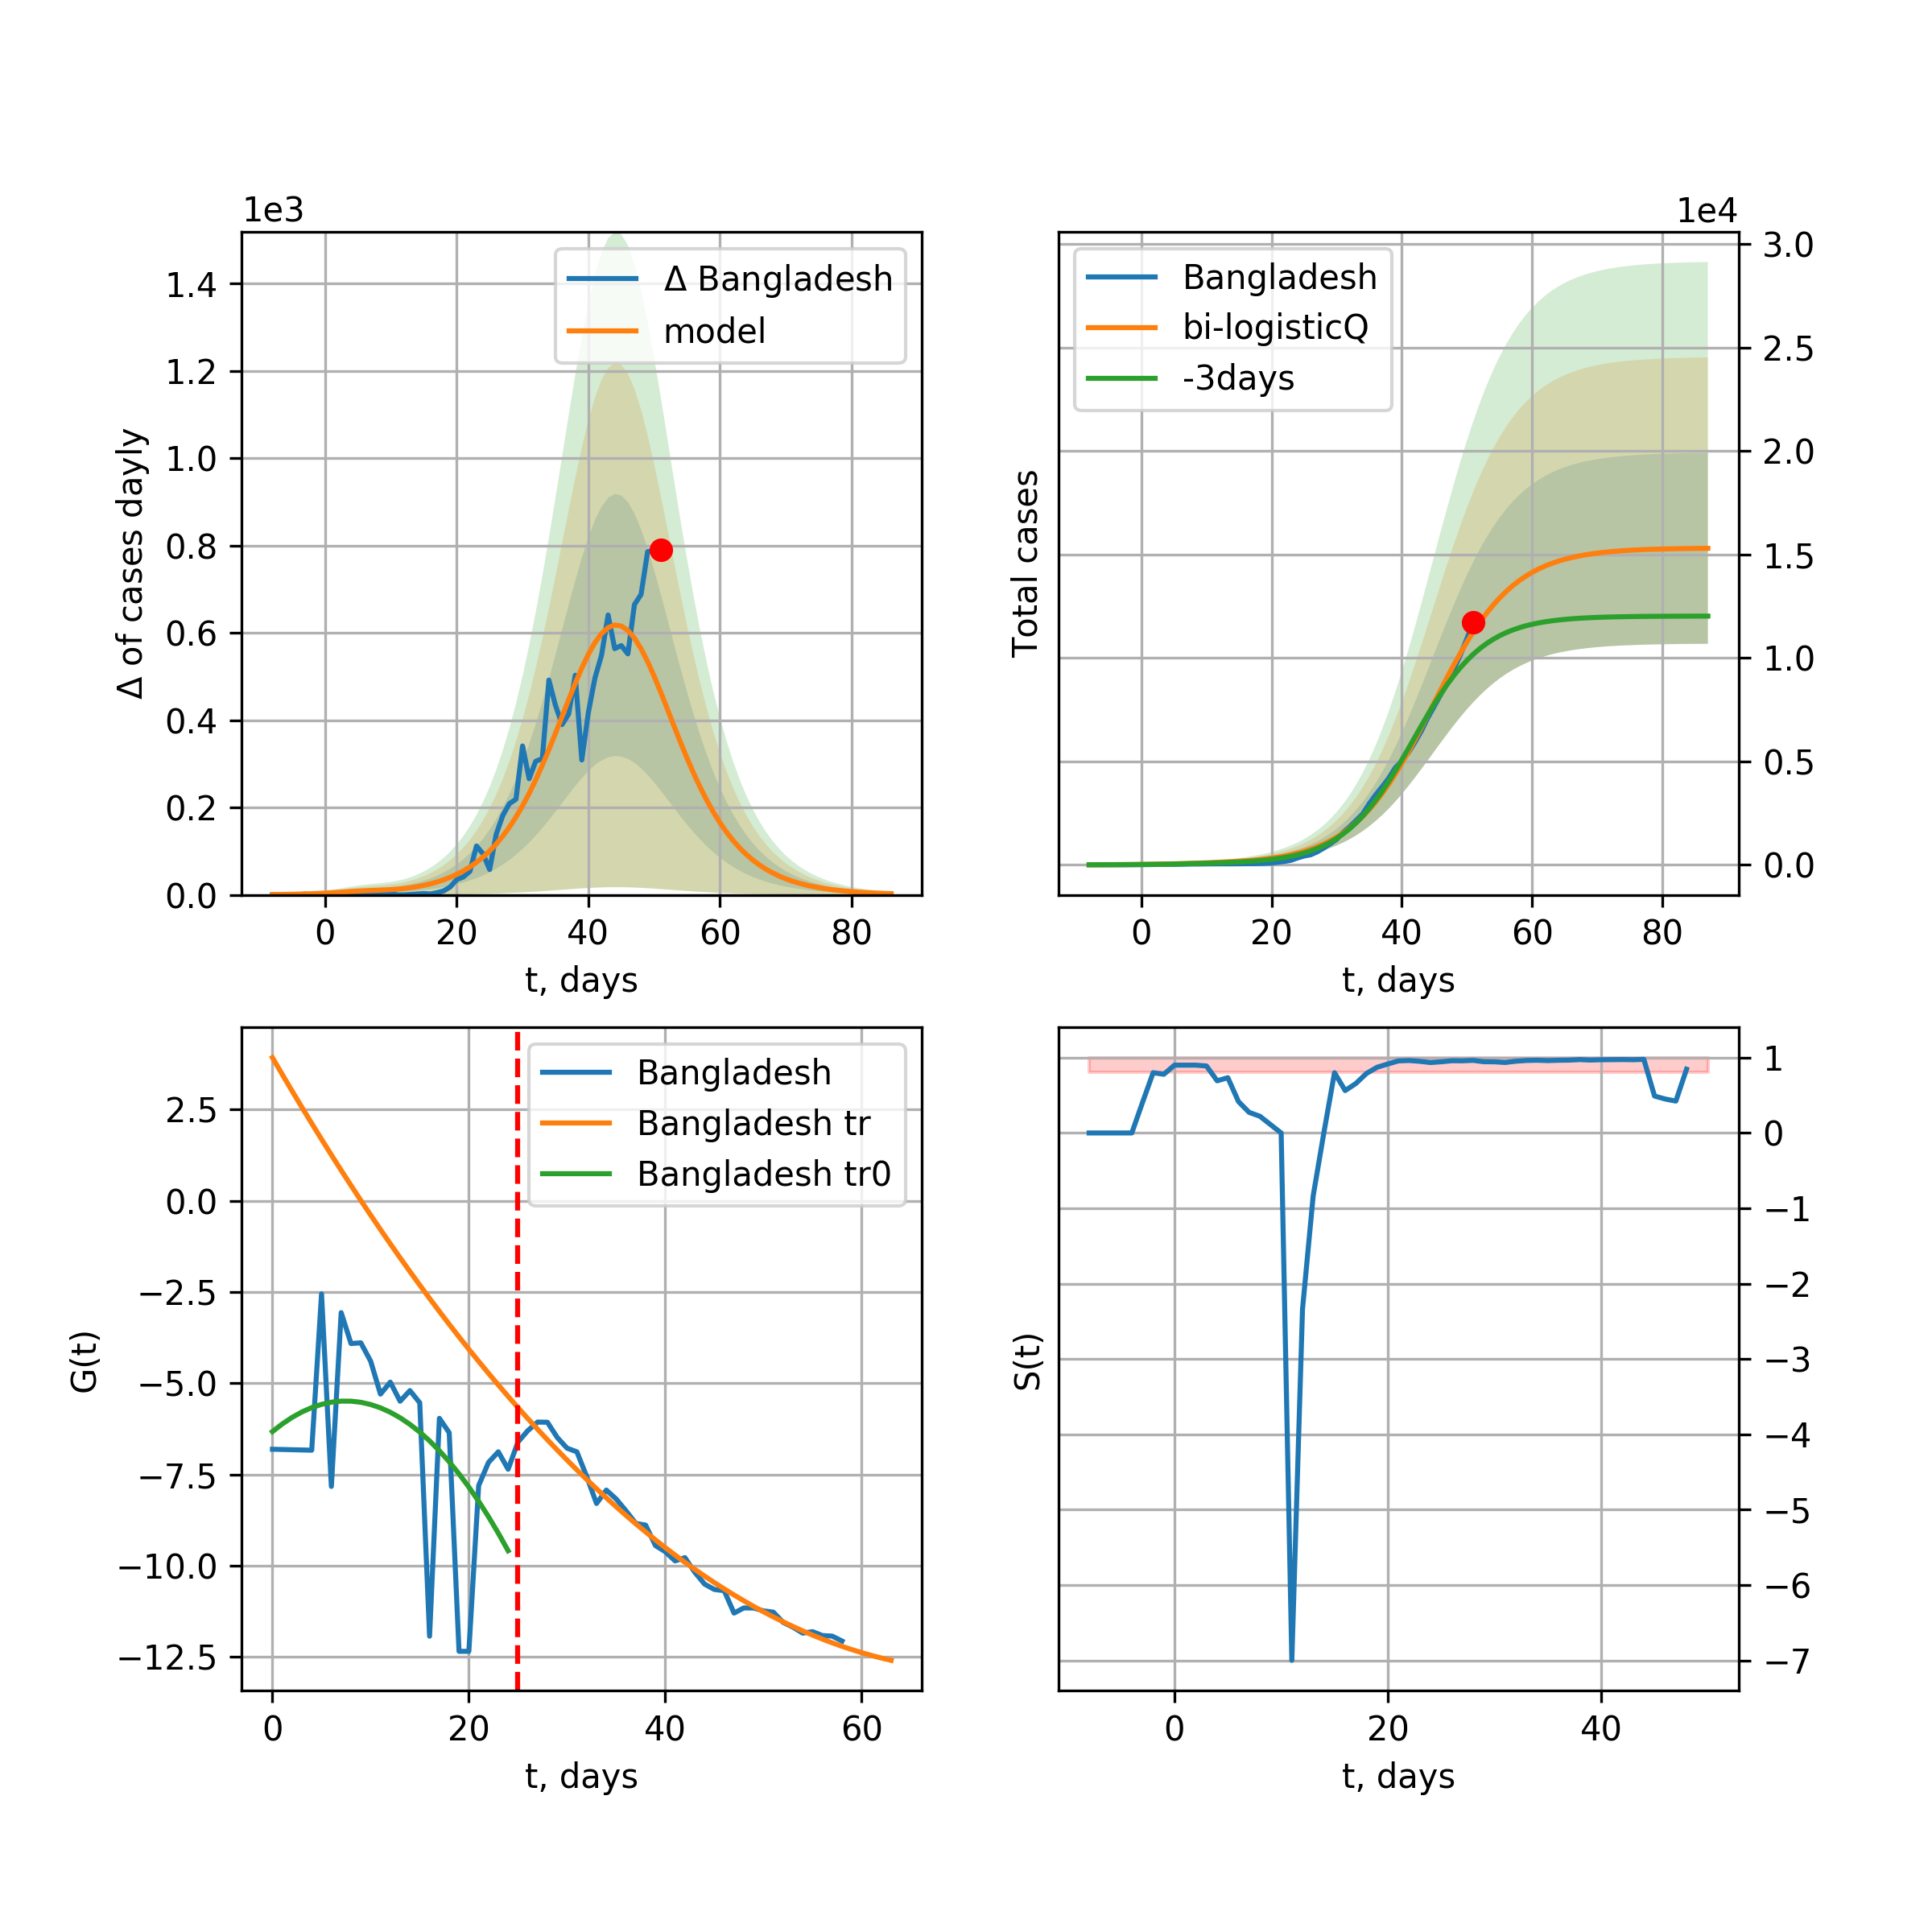 1e3
1.4
1.2
1.0
0.8
0.6
0.4
0.2
0.0
Δ of cases dayly
Δ Bangladesh
model
0 20 40 60 80
t, days
1e4
3.0
2.5
2.0
1.5
1.0
0.5
0.0
Total cases
Bangladesh
bi-logisticQ
-3days
0 20 40 60 80
t, days
2.5
0.0
−2.5
−5.0
−7.5
−10.0
−12.5
G(t)
Bangladesh
Bangladesh tr
Bangladesh tr0
0 20 40 60
t, days
1
0
−1
−2
−3
−4
−5
−6
−7
S(t)
0 20 40
t, days